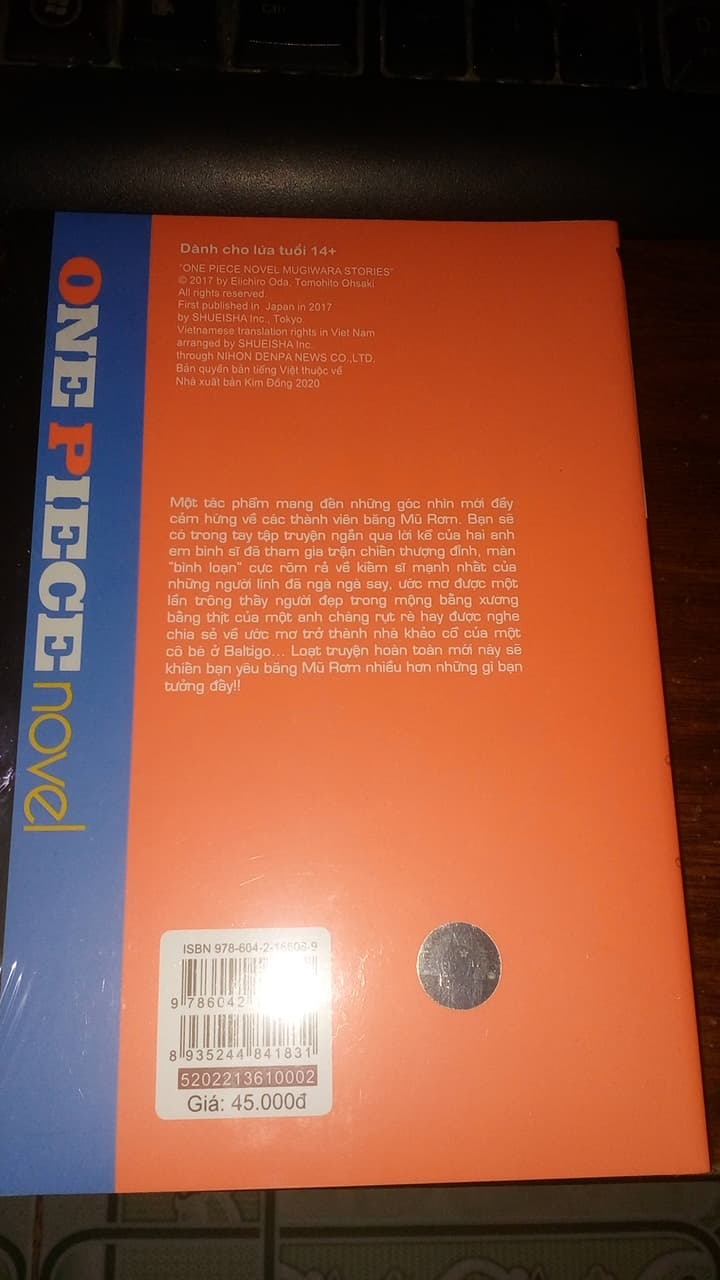 ONE PIECE novel
Dành cho lứa tuổi 14+
"ONE PIECE NOVEL MUGIWARA STORIES"
© 2017 by Eiichiro Oda, Tomohito Ohsaki
All rights reserved.
First published in Japan in 2017
by SHUEISHA Inc., Tokyo.
Vietnamese translation rights in Viet Nam
arranged by SHUEISHA Inc.
through NIHON DENPA NEWS CO.,LTD.
Bản quyền bản tiếng Việt thuộc về
Nhà xuất bản Kim Đồng 2020
Một tác phẩm mang đến những góc nhìn mới đầy
cảm hứng về các thành viên băng Mũ Rơm. Bạn sẽ
có trong tay tập truyện ngắn qua lời kể của hai anh
em binh sĩ đã tham gia trận chiến thượng đỉnh, màn
"bình loạn" cực rôm rả về kiếm sĩ mạnh nhất của
những người lính đã ngà ngà say, ước mơ được một
lần trông thấy người đẹp trong mộng bằng xương
bằng thịt của một anh chàng rụt rè hay được nghe
chia sẻ về ước mơ trở thành nhà khảo cổ của một
cô bé ở Baltigo... Loạt truyện hoàn toàn mới này sẽ
khiến bạn yêu băng Mũ Rơm nhiều hơn những gì bạn
tưởng đấy!!
ISBN 978-604-2-16606-9
9 786042
8 935244 841831
5202213610002
Giá: 45.000đ